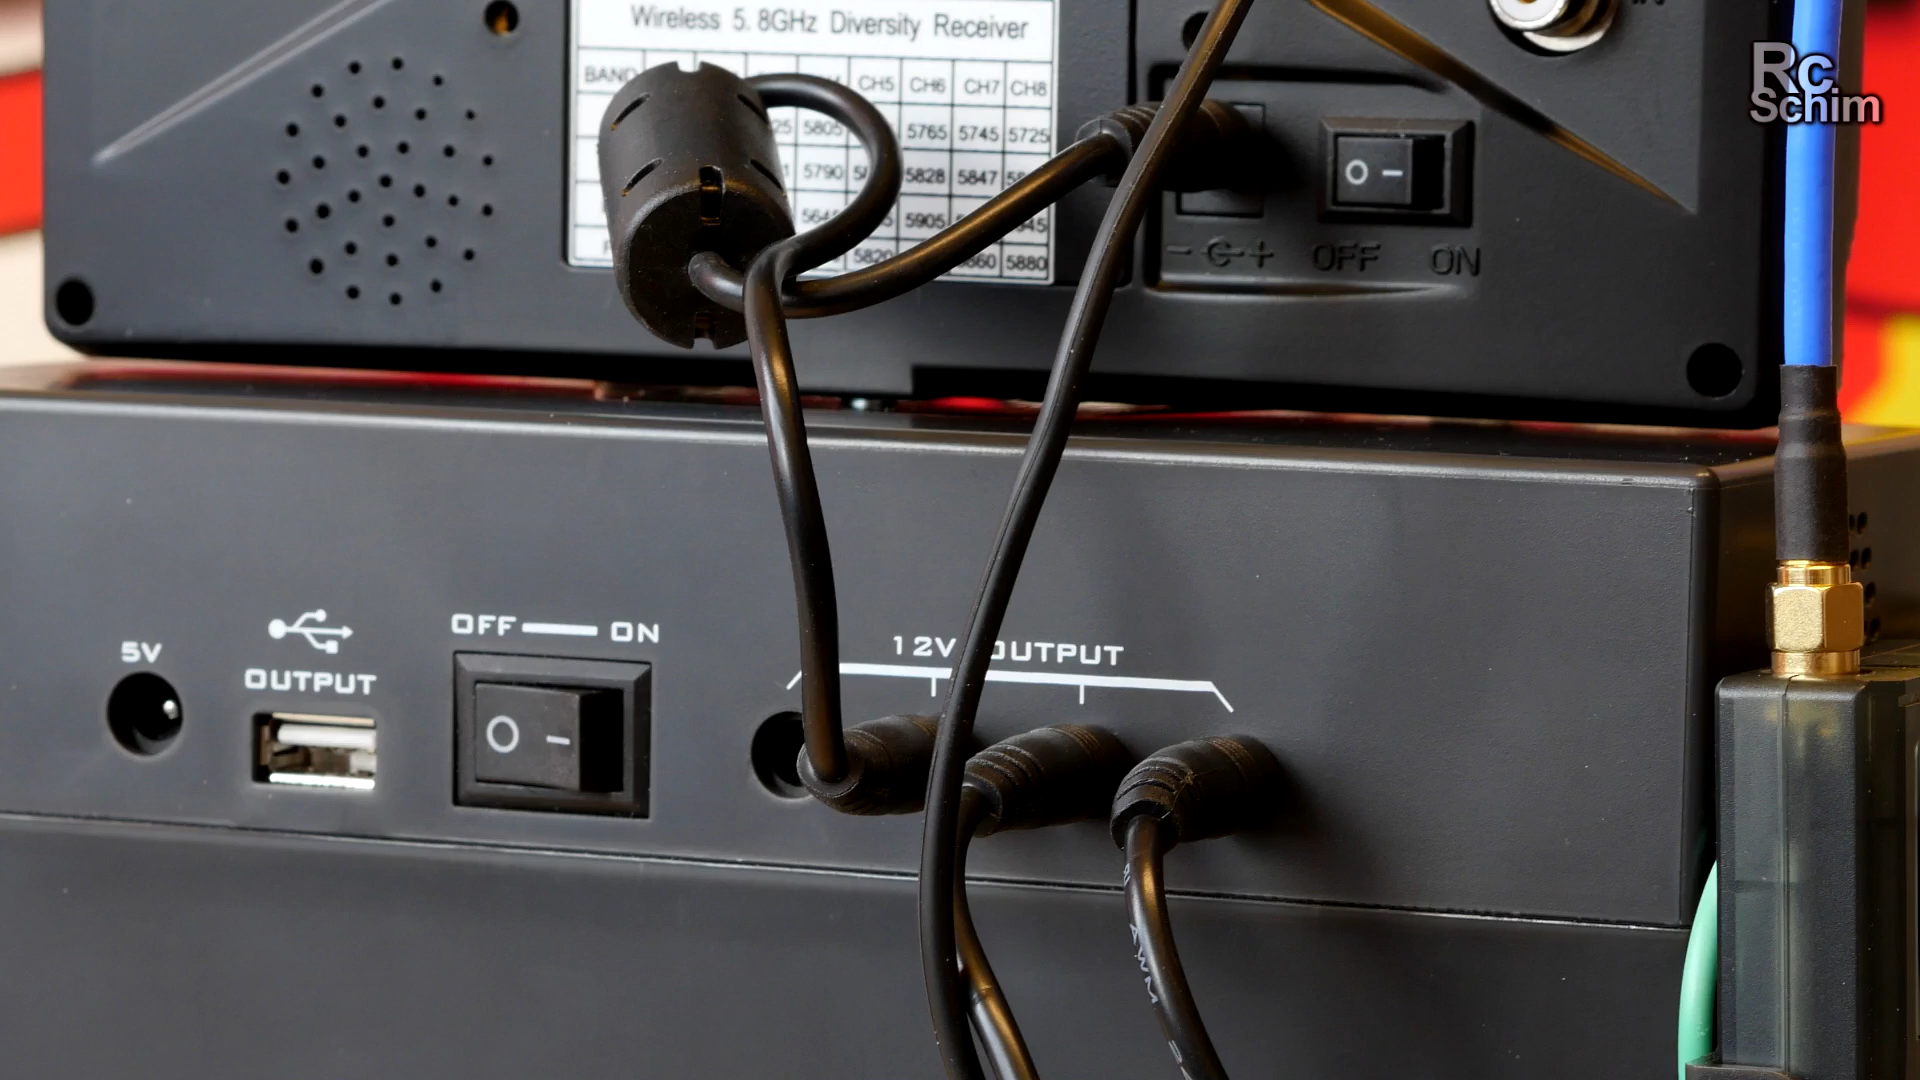 Wireless 5.8GHz Diversity Receiver
BAND CH5 CH6 CH7 CH8
5805 5765 5745 5725
5790 5828 5847
5905
5820 5880
Rc
Schim
- + OFF ON
OFF ON
5V
OUTPUT
O -
12V OUTPUT
AWM